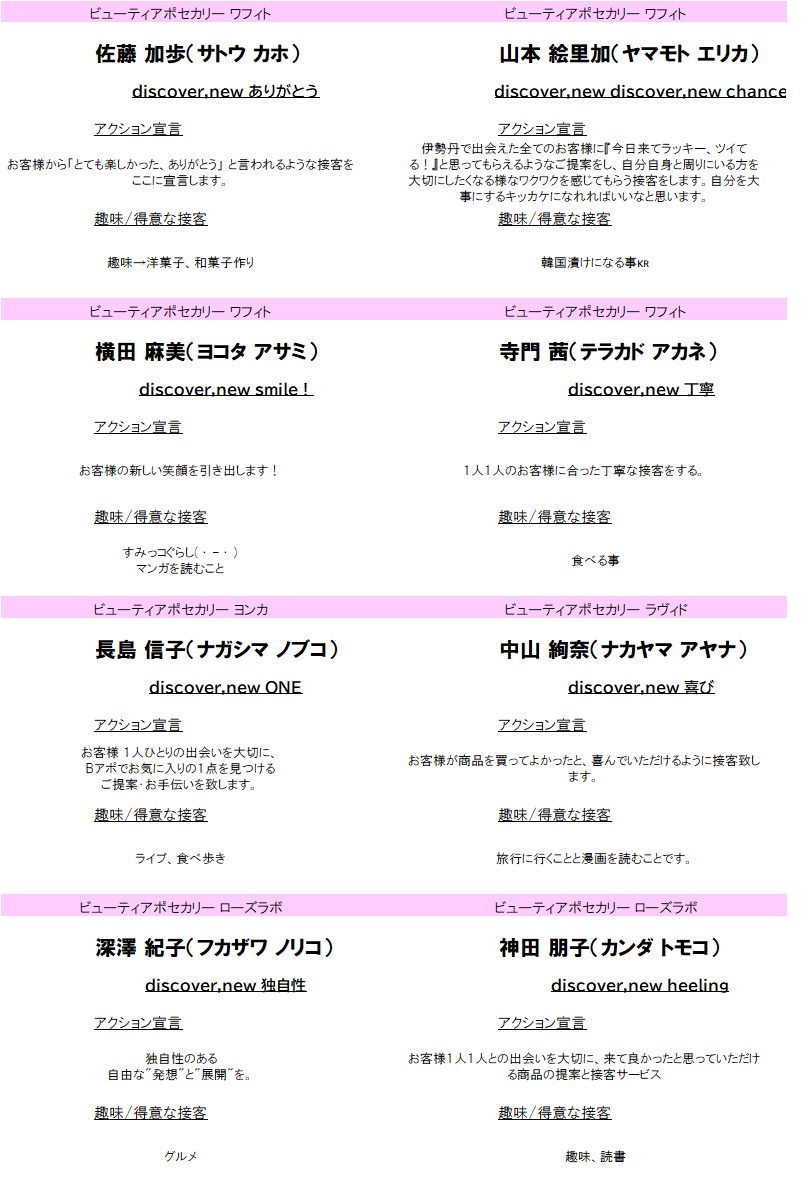 ビューティアポセカリー ワフィト
佐藤 加歩(サトウ カホ)
discover,new ありがとう
アクション宣言
お客様から｢とても楽しかった、ありがとう｣ と言われるような接客を
ここに宣言します。
趣味/得意な接客
趣味→洋菓子、和菓子作り
ビューティアポセカリー ワフィト
山本 絵里加(ヤマモト エリカ)
discover,new discover,new chance
アクション宣言
伊勢丹で出会えた全てのお客様に『今日来てラッキー、ツイて
る！』と思ってもらえるようなご提案をし、自分自身と周りにいる方を
大切にしたくなる様なワクワクを感じてもらう接客をします。自分を大
事にするキッカケになれればいいなと思います。
趣味/得意な接客
韓国漬けになる事KR
ビューティアポセカリー ワフィト
横田 麻美(ヨコタ アサミ)
discover,new smile！
アクション宣言
お客様の新しい笑顔を引き出します！
趣味/得意な接客
すみっコぐらし(・－・)
マンガを読むこと
ビューティアポセカリー ワフィト
寺門 茜(テラカド アカネ)
discover,new 丁寧
アクション宣言
1人1人のお客様に合った丁寧な接客をする。
趣味/得意な接客
食べる事
ビューティアポセカリー ヨンカ
長島 信子(ナガシマ ノブコ)
discover,new ONE
アクション宣言
お客様 1人ひとりの出会いを大切に、
Bアポでお気に入りの1点を見つける
ご提案･お手伝いを致します。
趣味/得意な接客
ライブ、食べ歩き
ビューティアポセカリー ラヴィド
中山 絢奈(ナカヤマ アヤナ)
discover,new 喜び
アクション宣言
お客様が商品を買ってよかったと、喜んでいただけるように接客致し
ます。
趣味/得意な接客
旅行に行くことと漫画を読むことです。
ビューティアポセカリー ローズラボ
深澤 紀子(フカザワ ノリコ)
discover,new 独自性
アクション宣言
独自性のある
自由な″発想″と″展開″を。
趣味/得意な接客
グルメ
ビューティアポセカリー ローズラボ
神田 朋子(カンダ トモコ)
discover,new heeling
アクション宣言
お客様1人1人との出会いを大切に、来て良かったと思っていただけ
る商品の提案と接客サービス
趣味/得意な接客
趣味、読書